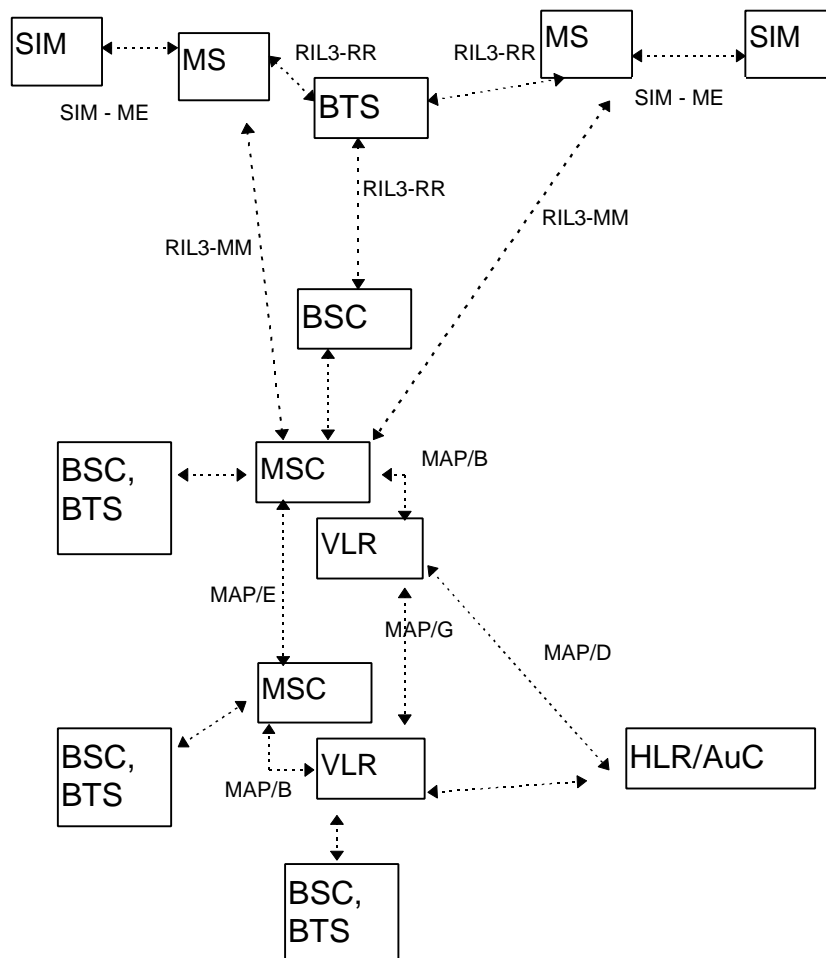 SIM
MS
RIL3-RR
RIL3-RR
MS
SIM
SIM - ME
BTS
SIM - ME
RIL3-RR
RIL3-MM
RIL3-MM
BSC
BSC,
BTS
MSC
MAP/B
VLR
MAP/E
MAP/G
MAP/D
MSC
BSC,
BTS
MAP/B
VLR
HLR/AuC
BSC,
BTS